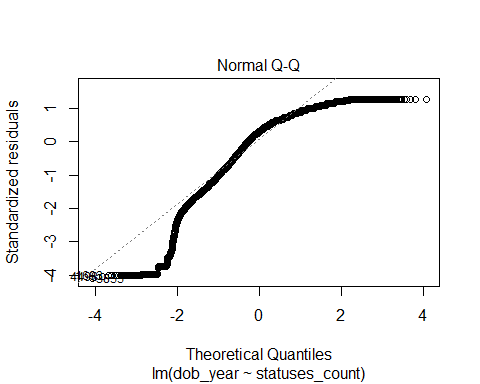 Normal Q-Q
Standardized residuals
1
0
-1
-2
-3
-4
-4 -2 0 2 4
Theoretical Quantiles
lm(dob_year ~ statuses_count)